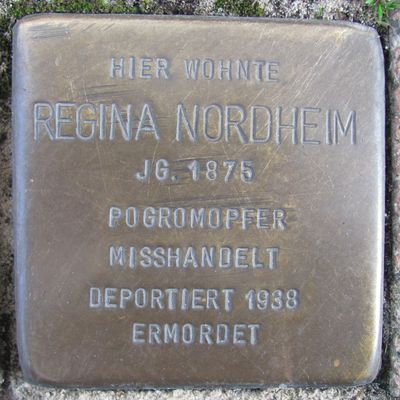 HIER WOHNTE
REGINA NORDHEIM
JG. 1875
POGROMOPFER
MISSHANDELT
DEPORTIERT 1938
ERMORDET